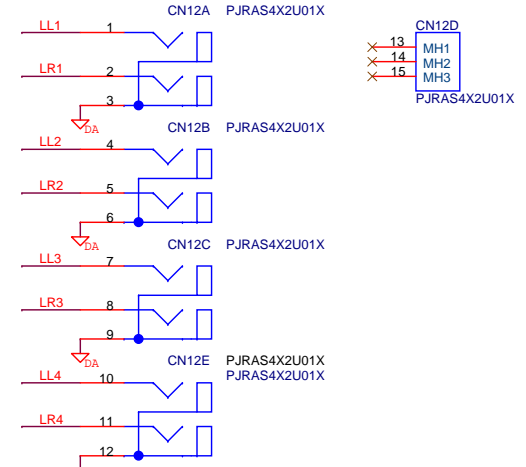 CN12A PJRAS4X2U01X
LL1 1
LR1 2
3
DA
CN12B PJRAS4X2U01X
LL2 4
LR2 5
6
DA
CN12C PJRAS4X2U01X
LL3 7
LR3 8
9
DA
CN12E PJRAS4X2U01X
PJRAS4X2U01X
LL4 10
LR4 11
12
CN12D
13 MH1
14 MH2
15 MH3
PJRAS4X2U01X